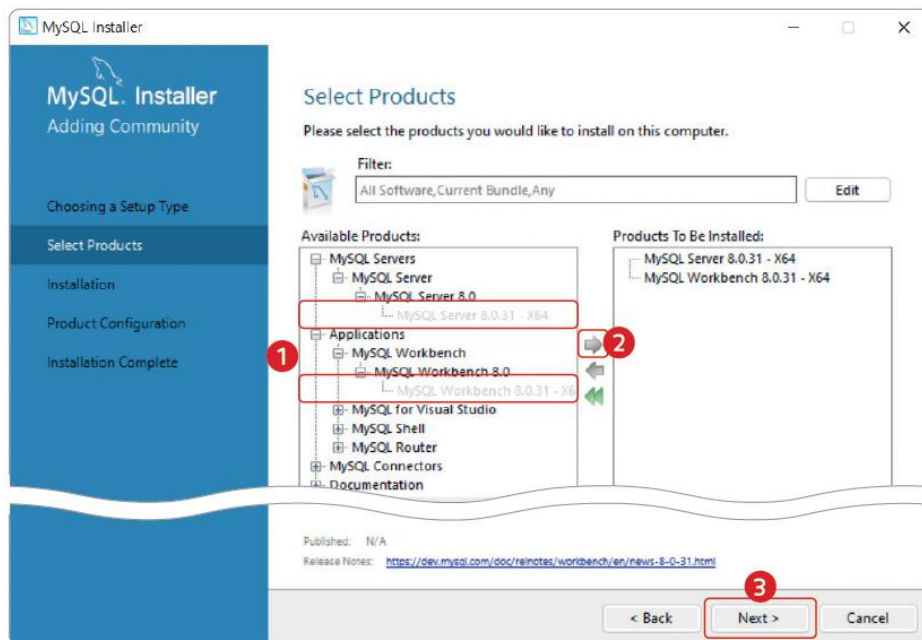 MySQL Installer
MySQL. Installer
Adding Community
Choosing a Setup Type
Select Products
Installation
Product Configuration
Installation Complete
Select Products
Please select the products you would like to install on this computer.
Filter:
All Software,Current Bundle,Any
Edit
Available Products:
MySQL Servers
MySQL Server
MySQL Server 8.0
MySQL Server 8.0.31 - X64
Applications
1
MySQL Workbench
MySQL Workbench 8.0
MySQL Workbench 8.0.31 - X6
MySQL for Visual Studio
MySQL Shell
MySQL Router
MySQL Connectors
Documentation
2
Products To Be Installed:
MySQL Server 8.0.31 - X64
MySQL Workbench 8.0.31 - X64
Published: N/A
Release Notes: https://dev.mysql.com/doc/relnotes/workbench/en/news-8-0-31.html
3
< Back
Next >
Cancel